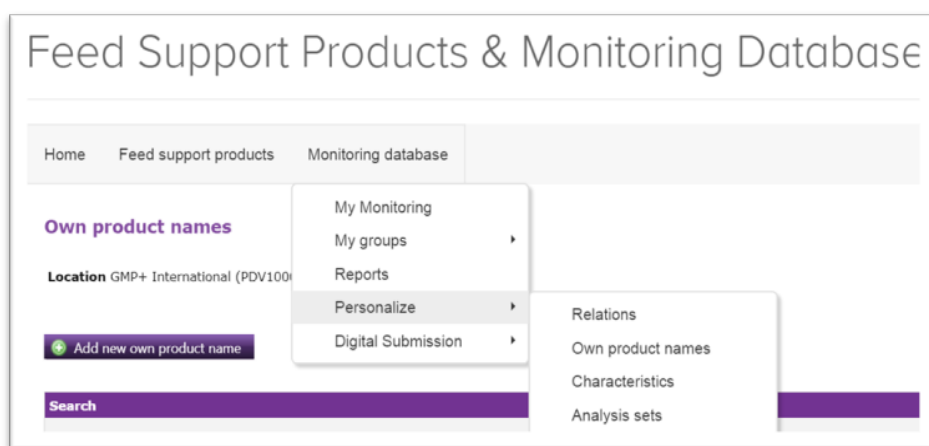 Feed Support Products & Monitoring Database
Home Feed support products Monitoring database
Own product names
Location GMP+ International
Add new own product name
Search
My Monitoring
My groups
Reports
Personalize
Digital Submission
Relations
Own product names
Characteristics
Analysis sets